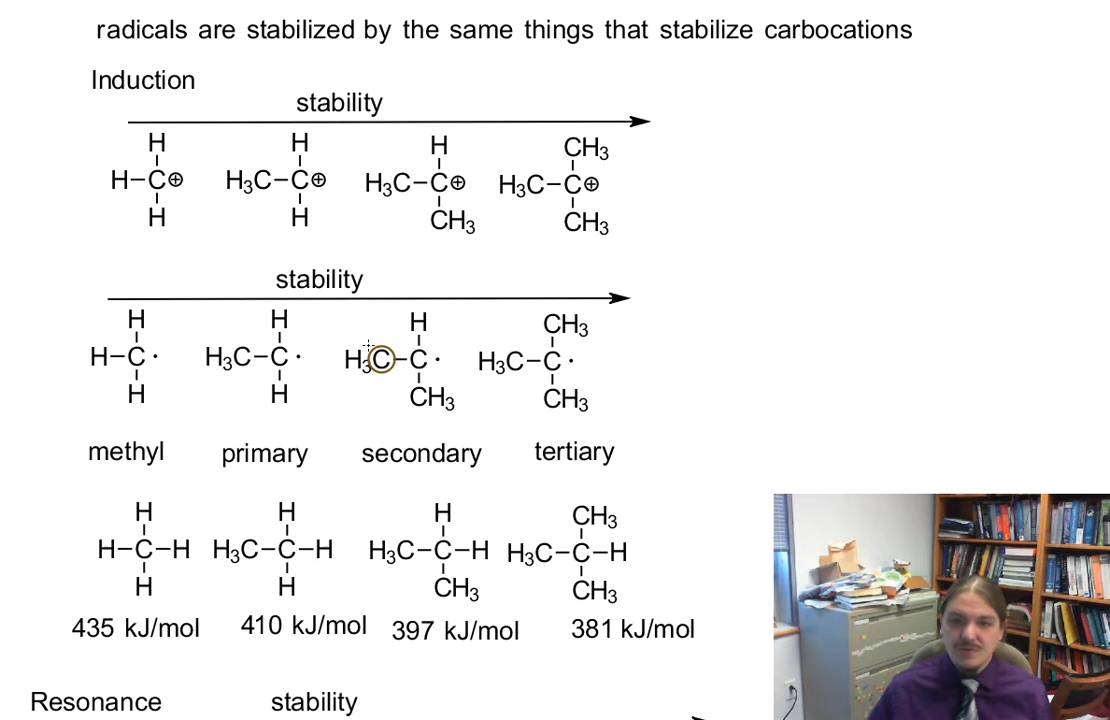 radicals are stabilized by the same things that stabilize carbocations
Induction
stability
H H H CH₃
H–C⊕ H₃C–C⊕ H₃C–C⊕ H₃C–C⊕
H H CH₃ CH₃
stability
H H H CH₃
H–C· H₃C–C· H₃C–C· H₃C–C·
H H CH₃ CH₃
methyl primary secondary tertiary
H H H CH₃
H–C–H H₃C–C–H H₃C–C–H H₃C–C–H
H H CH₃ CH₃
435 kJ/mol 410 kJ/mol 397 kJ/mol 381 kJ/mol
Resonance stability